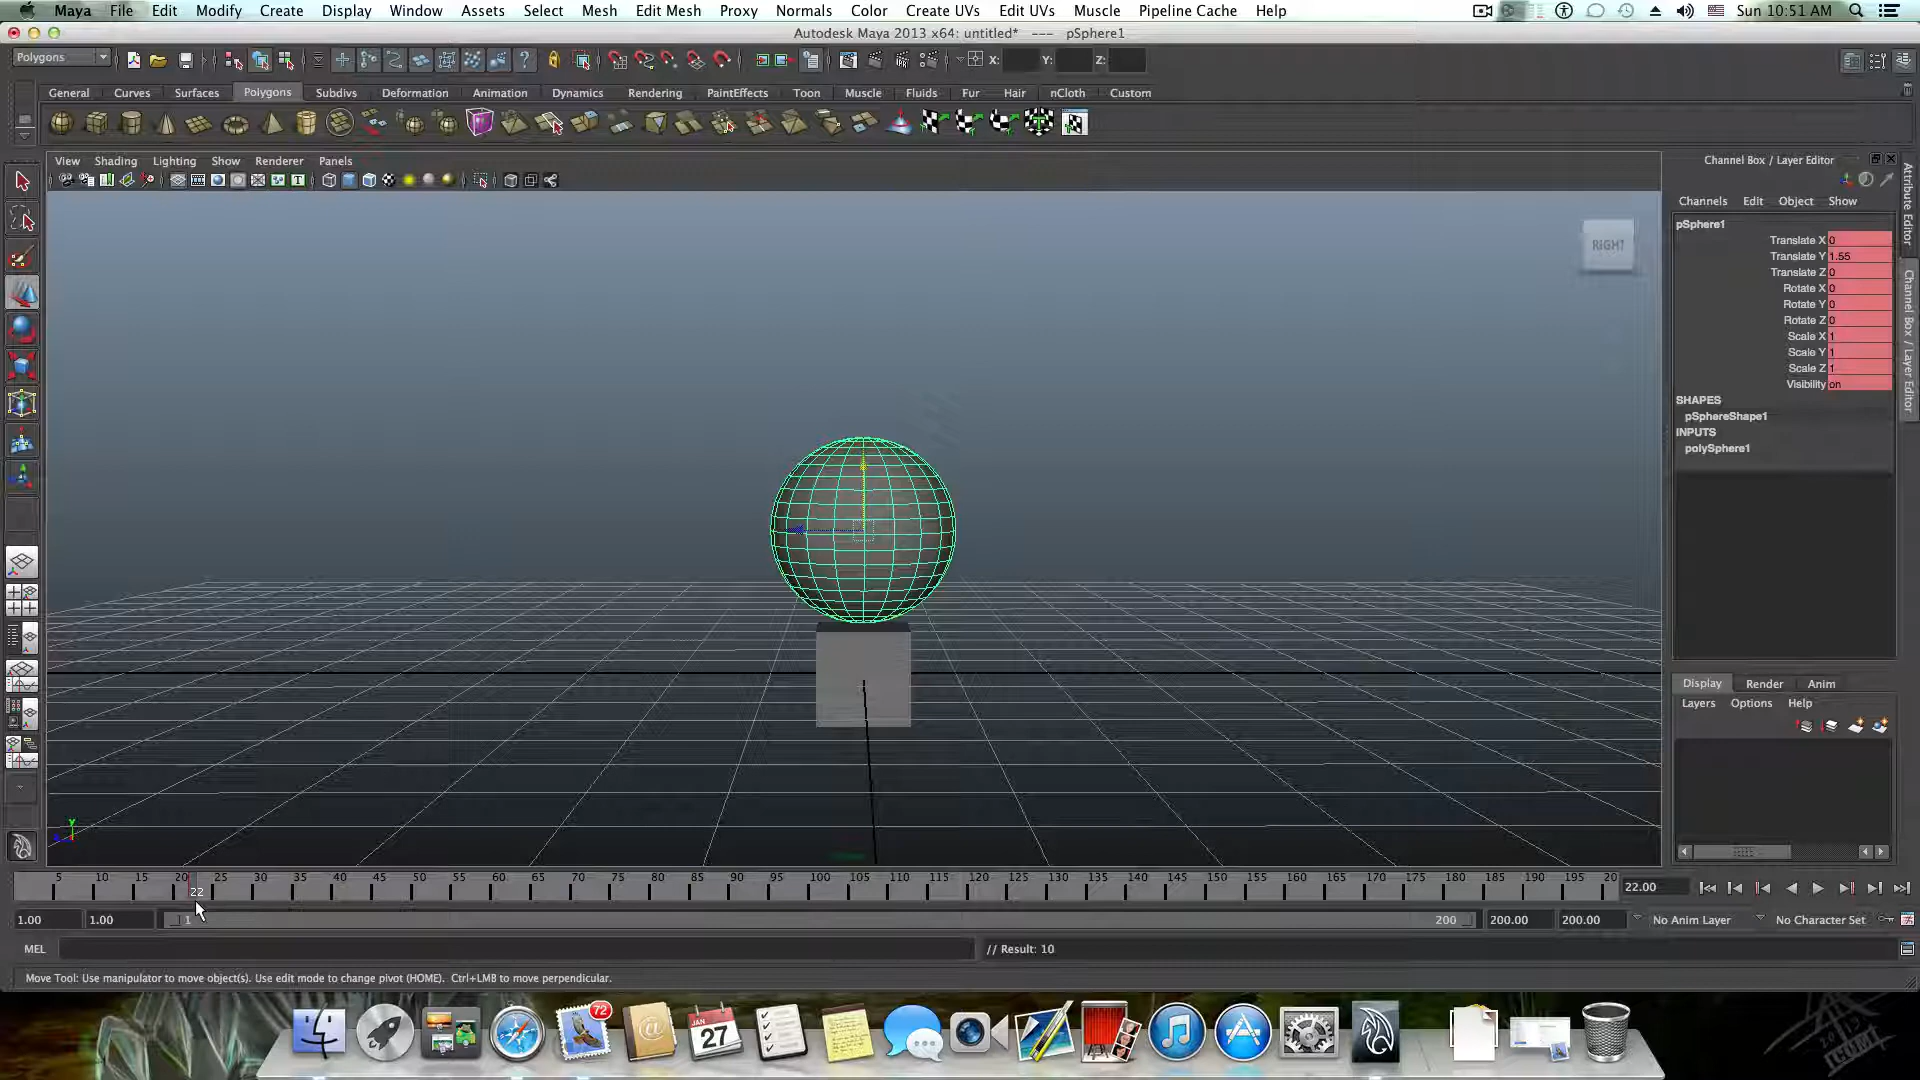 Maya File Edit Modify Create Display Window Assets Select Mesh Edit Mesh Proxy Normals Color Create UVs Edit UVs Muscle Pipeline Cache Help Sun 10:51 AM
Autodesk Maya 2013 x64: untitled* --- pSphere1
Polygons X: Y: Z:
General Curves Surfaces Polygons Subdivs Deformation Animation Dynamics Rendering PaintEffects Toon Muscle Fluids Fur Hair nCloth Custom
View Shading Lighting Show Renderer Panels
RIGHT
Channel Box / Layer Editor
Channels Edit Object Show
pSphere1
Translate X 0
Translate Y 1.55
Translate Z 0
Rotate X 0
Rotate Y 0
Rotate Z 0
Scale X 1
Scale Y 1
Scale Z 1
Visibility on
SHAPES
pSphereShape1
INPUTS
polySphere1
Attribute Editor
Channel Box / Layer Editor
Display Render Anim
Layers Options Help
5 10 15 20 25 30 35 40 45 50 55 60 65 70 75 80 85 90 95 100 105 110 115 120 125 130 135 140 145 150 155 160 165 170 175 180 185 190 195 20
22
22.00
1.00 1.00 1 200 200.00 200.00 No Anim Layer No Character Set
MEL // Result: 10
Move Tool: Use manipulator to move object(s). Use edit mode to change pivot (HOME). Ctrl+LMB to move perpendicular.
72
JAN
27